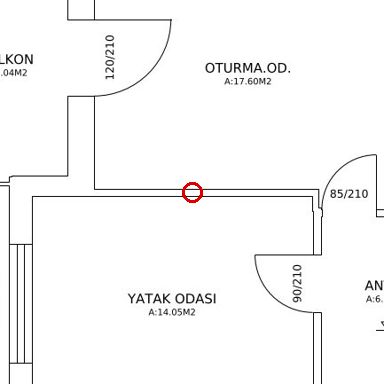 120/210
LKON
.04M2
OTURMA.OD.
A:17.60M2
85/210
90/210
YATAK ODASI
A:14.05M2
AN
A:6.